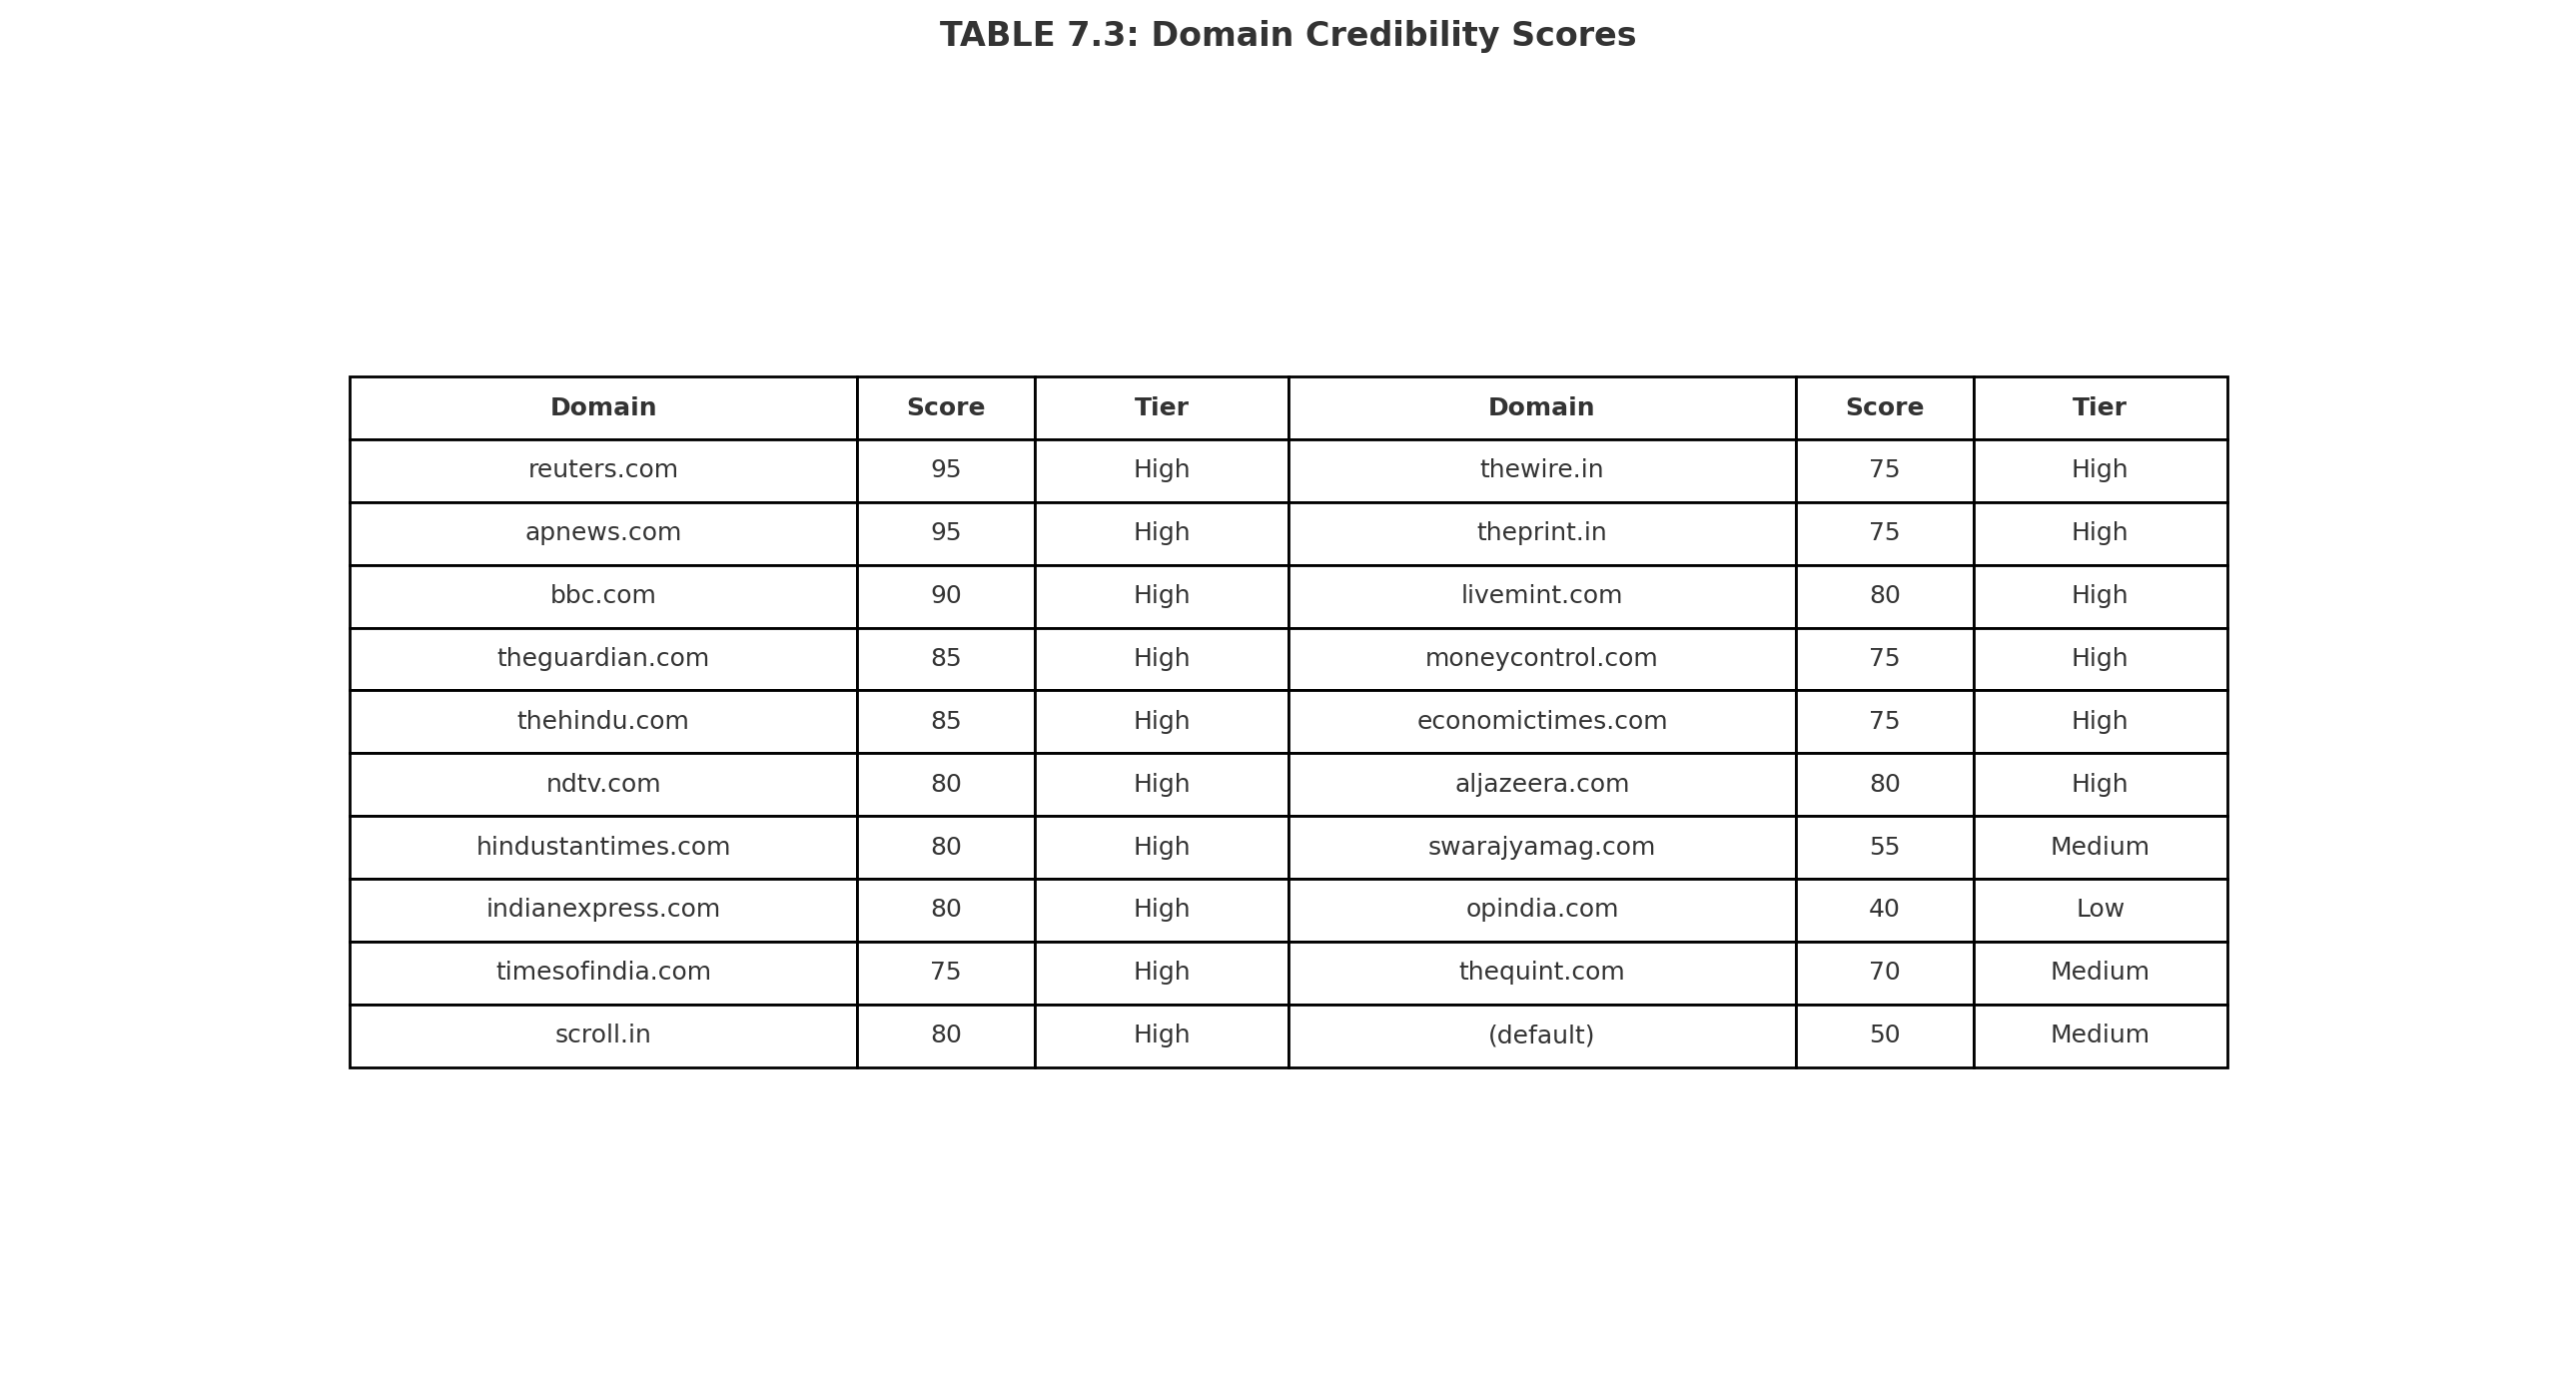 TABLE 7.3: Domain Credibility Scores
Domain Score Tier Domain Score Tier
reuters.com 95 High thewire.in 75 High
apnews.com 95 High theprint.in 75 High
bbc.com 90 High livemint.com 80 High
theguardian.com 85 High moneycontrol.com 75 High
thehindu.com 85 High economictimes.com 75 High
ndtv.com 80 High aljazeera.com 80 High
hindustantimes.com 80 High swarajyamag.com 55 Medium
indianexpress.com 80 High opindia.com 40 Low
timesofindia.com 75 High thequint.com 70 Medium
scroll.in 80 High (default) 50 Medium